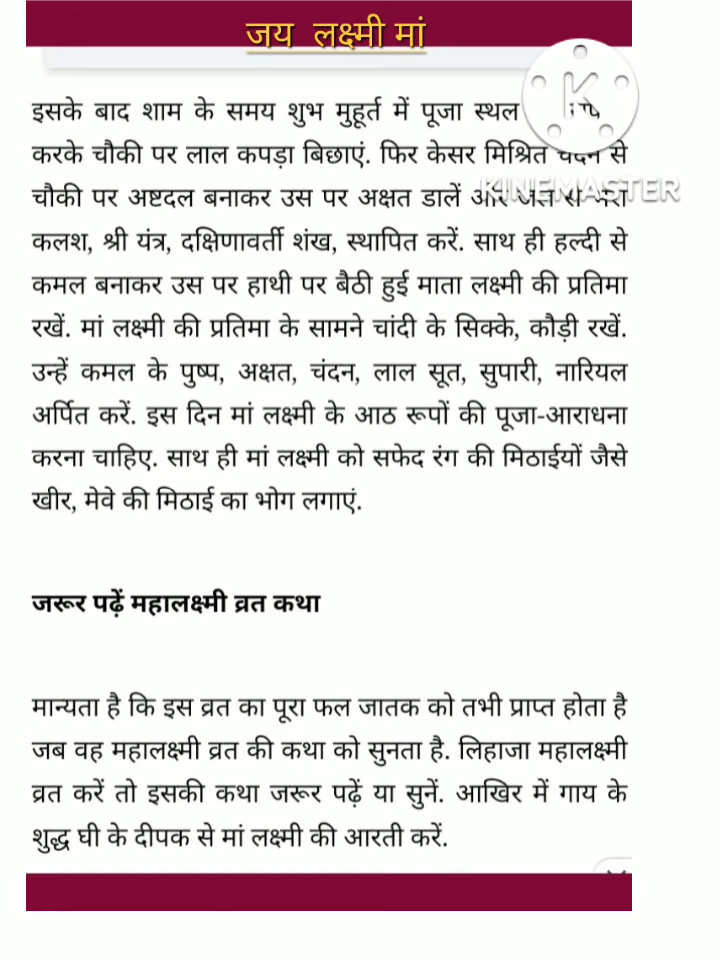 जय लक्ष्मी मां
इसके बाद शाम के समय शुभ मुहूर्त में पूजा स्थल
करके चौकी पर लाल कपड़ा बिछाएं. फिर केसर मिश्रित चंदन से
चौकी पर अष्टदल बनाकर उस पर अक्षत डालें और जल से भरा
KINEMASTER
कलश, श्री यंत्र, दक्षिणावर्ती शंख, स्थापित करें. साथ ही हल्दी से
कमल बनाकर उस पर हाथी पर बैठी हुई माता लक्ष्मी की प्रतिमा
रखें. मां लक्ष्मी की प्रतिमा के सामने चांदी के सिक्के, कौड़ी रखें.
उन्हें कमल के पुष्प, अक्षत, चंदन, लाल सूत, सुपारी, नारियल
अर्पित करें. इस दिन मां लक्ष्मी के आठ रूपों की पूजा-आराधना
करना चाहिए. साथ ही मां लक्ष्मी को सफेद रंग की मिठाईयों जैसे
खीर, मेवे की मिठाई का भोग लगाएं.
जरूर पढ़ें महालक्ष्मी व्रत कथा
मान्यता है कि इस व्रत का पूरा फल जातक को तभी प्राप्त होता है
जब वह महालक्ष्मी व्रत की कथा को सुनता है. लिहाजा महालक्ष्मी
व्रत करें तो इसकी कथा जरूर पढ़ें या सुनें. आखिर में गाय के
शुद्ध घी के दीपक से मां लक्ष्मी की आरती करें.